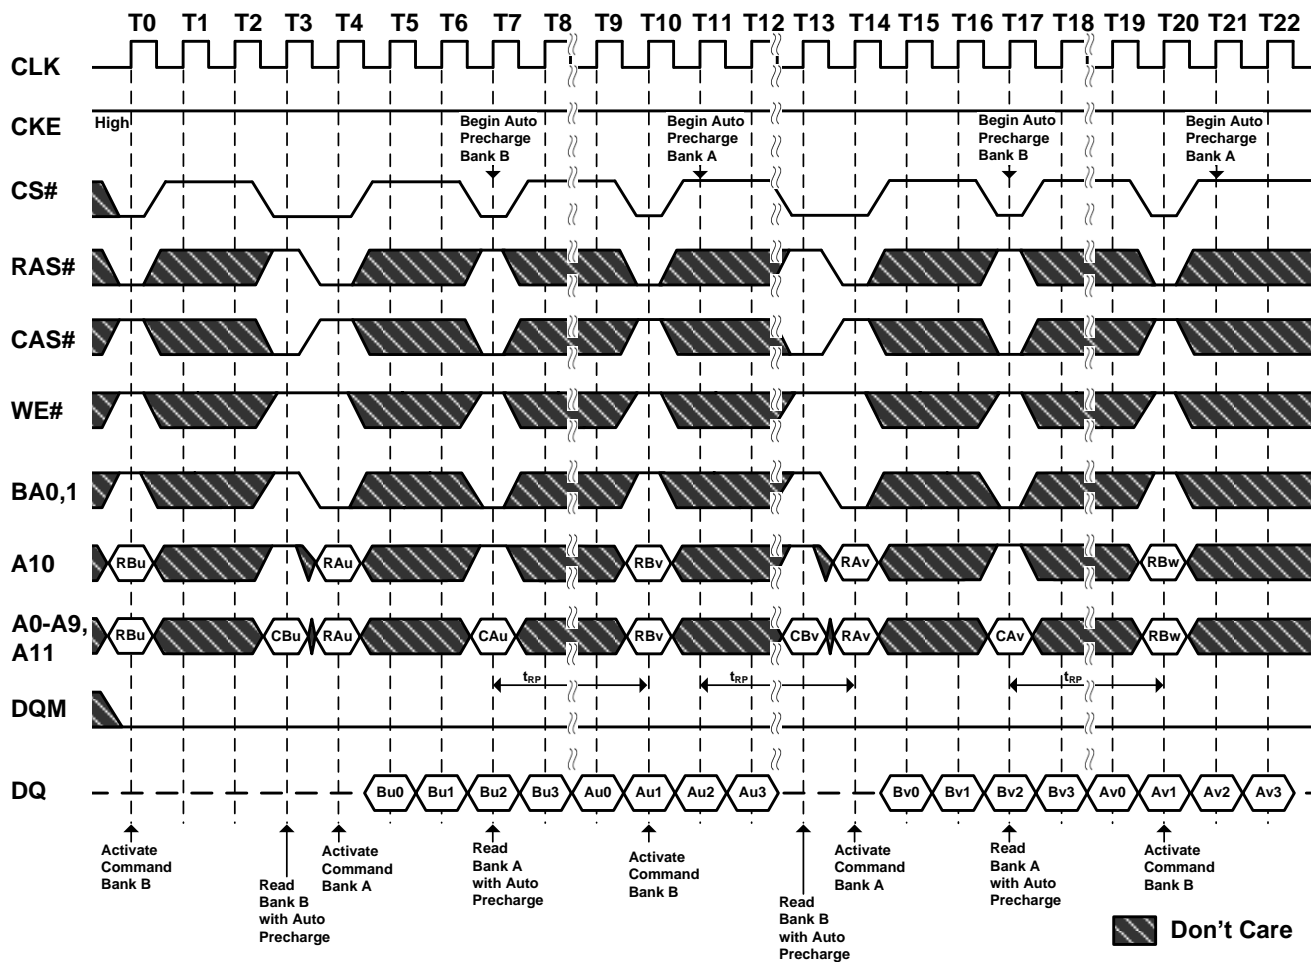 T0 T1 T2 T3 T4 T5 T6 T7 T8 T9 T10 T11 T12 T13 T14 T15 T16 T17 T18 T19 T20 T21 T22
CLK
CKE
High
Begin Auto
Precharge
Bank B
Begin Auto
Precharge
Bank A
Begin Auto
Precharge
Bank B
Begin Auto
Precharge
Bank A
CS#
RAS#
CAS#
WE#
BA0,1
A10
RBu RAu RBv RAv RBw
A0-A9,
A11
RBu CBu RAu CAu RBv CBv RAv CAv RBw
tRP tRP tRP
DQM
DQ
Bu0 Bu1 Bu2 Bu3 Au0 Au1 Au2 Au3 Bv0 Bv1 Bv2 Bv3 Av0 Av1 Av2 Av3
Activate
Command
Bank B
Read
Bank B
with Auto
Precharge
Activate
Command
Bank A
Read
Bank A
with Auto
Precharge
Activate
Command
Bank B
Read
Bank B
with Auto
Precharge
Activate
Command
Bank A
Read
Bank A
with Auto
Precharge
Activate
Command
Bank B
Don't Care